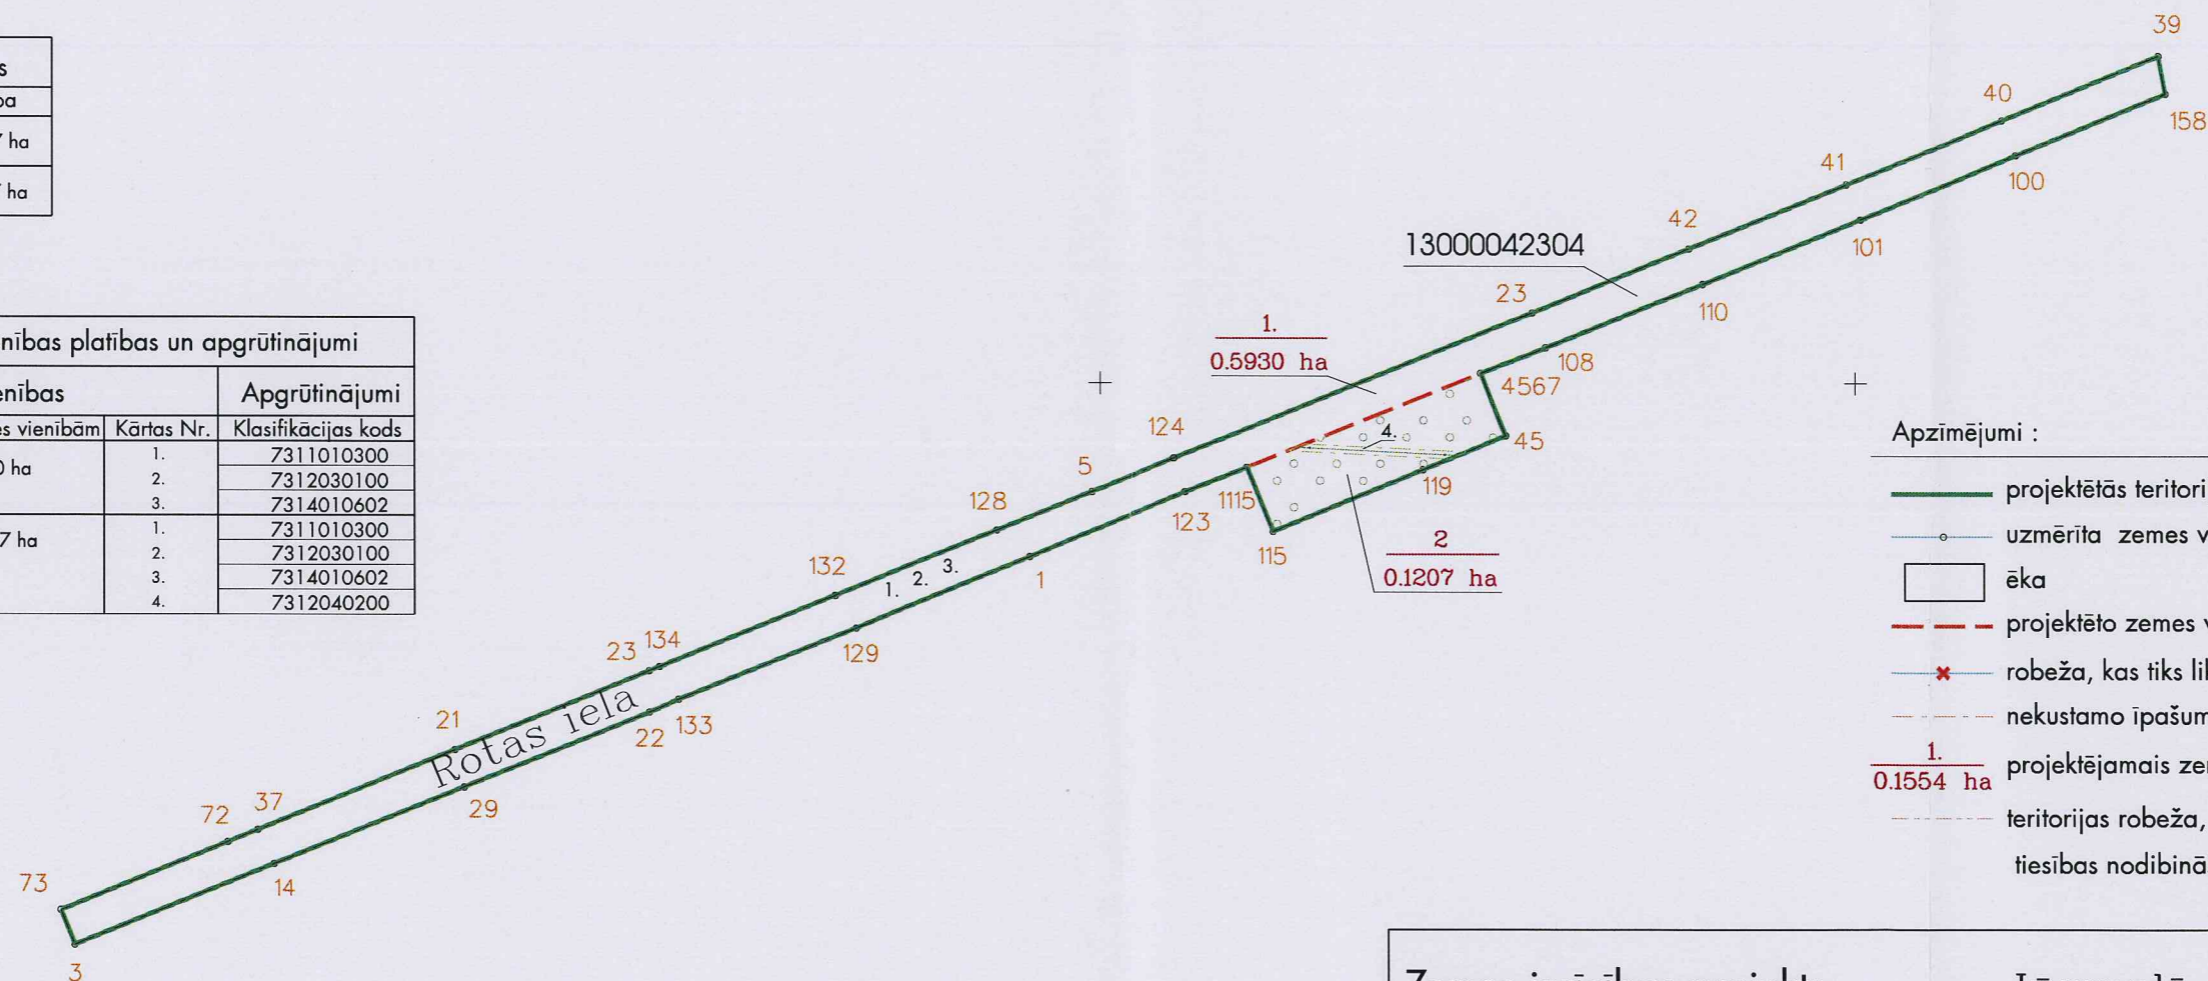 s
ba
7 ha
7 ha
nības platības un apgrūtinājumi
enības Apgrūtinājumi
es vienībām Kārtas Nr. Klasifikācijas kods
0 ha 1. 7311010300
2. 7312030100
3. 7314010602
7 ha 1. 7311010300
2. 7312030100
3. 7314010602
4. 7312040200
39
40
158
41
100
42
101
13000042304
23
110
1.
0.5930 ha
108
4567
124
4.
45
5
119
128
1115
123
115
2
0.1207 ha
132
1. 2. 3.
1
23 134
129
21
Rotas iela
22 133
72 37
29
73
14
3
Apzīmējumi :
projektētās teritori
uzmērīta zemes v
ēka
projektēto zemes v
robeža, kas tiks li
nekustamo īpašum
1.
0.1554 ha
projektējamais ze
teritorijas robeža,
tiesības nodibinā